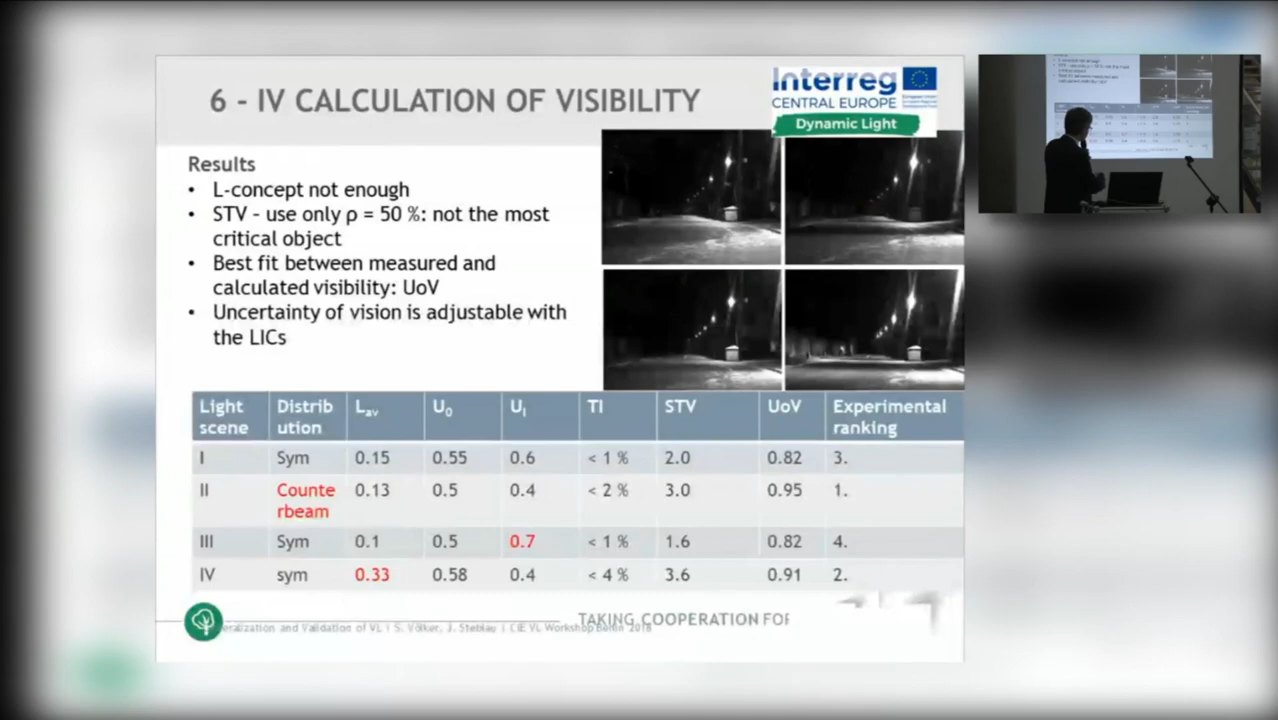 6 - IV CALCULATION OF VISIBILITY
Interreg
CENTRAL EUROPE
Dynamic Light
Results
• L-concept not enough
• STV - use only ρ = 50 %: not the most
critical object
• Best fit between measured and
calculated visibility: UoV
• Uncertainty of vision is adjustable with
the LICs
Light scene Distribution Lav U0 Ul TI STV UoV Experimental ranking
I Sym 0.15 0.55 0.6 < 1 % 2.0 0.82 3.
II Counterbeam 0.13 0.5 0.4 < 2 % 3.0 0.95 1.
III Sym 0.1 0.5 0.7 < 1 % 1.6 0.82 4.
IV sym 0.33 0.58 0.4 < 4 % 3.6 0.91 2.
TAKING COOPERATION FOR
and Validation of VL | S. Völker, J. Steblau | CIE VL Workshop Berlin 2018